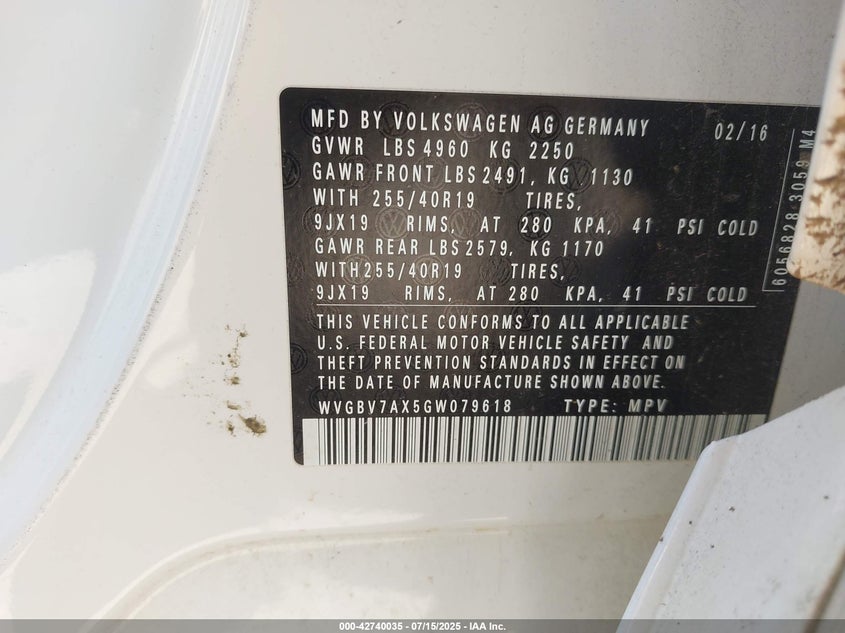 MFD BY VOLKSWAGEN AG GERMANY 02/16
GVWR LBS 4960 KG 2250
GAWR FRONT LBS 2491, KG 1130
WITH 255/40R19 TIRES,
9JX19 RIMS, AT 280 KPA, 41 PSI COLD
GAWR REAR LBS 2579, KG 1170
WITH 255/40R19 TIRES,
9JX19 RIMS, AT 280 KPA, 41 PSI COLD
THIS VEHICLE CONFORMS TO ALL APPLICABLE
U.S. FEDERAL MOTOR VEHICLE SAFETY AND
THEFT PREVENTION STANDARDS IN EFFECT ON
THE DATE OF MANUFACTURE SHOWN ABOVE.
WVGBV7AX5GW079618 TYPE: MPV
6056828 3059 M4
000-42740035 - 07/15/2025 - IAA Inc.